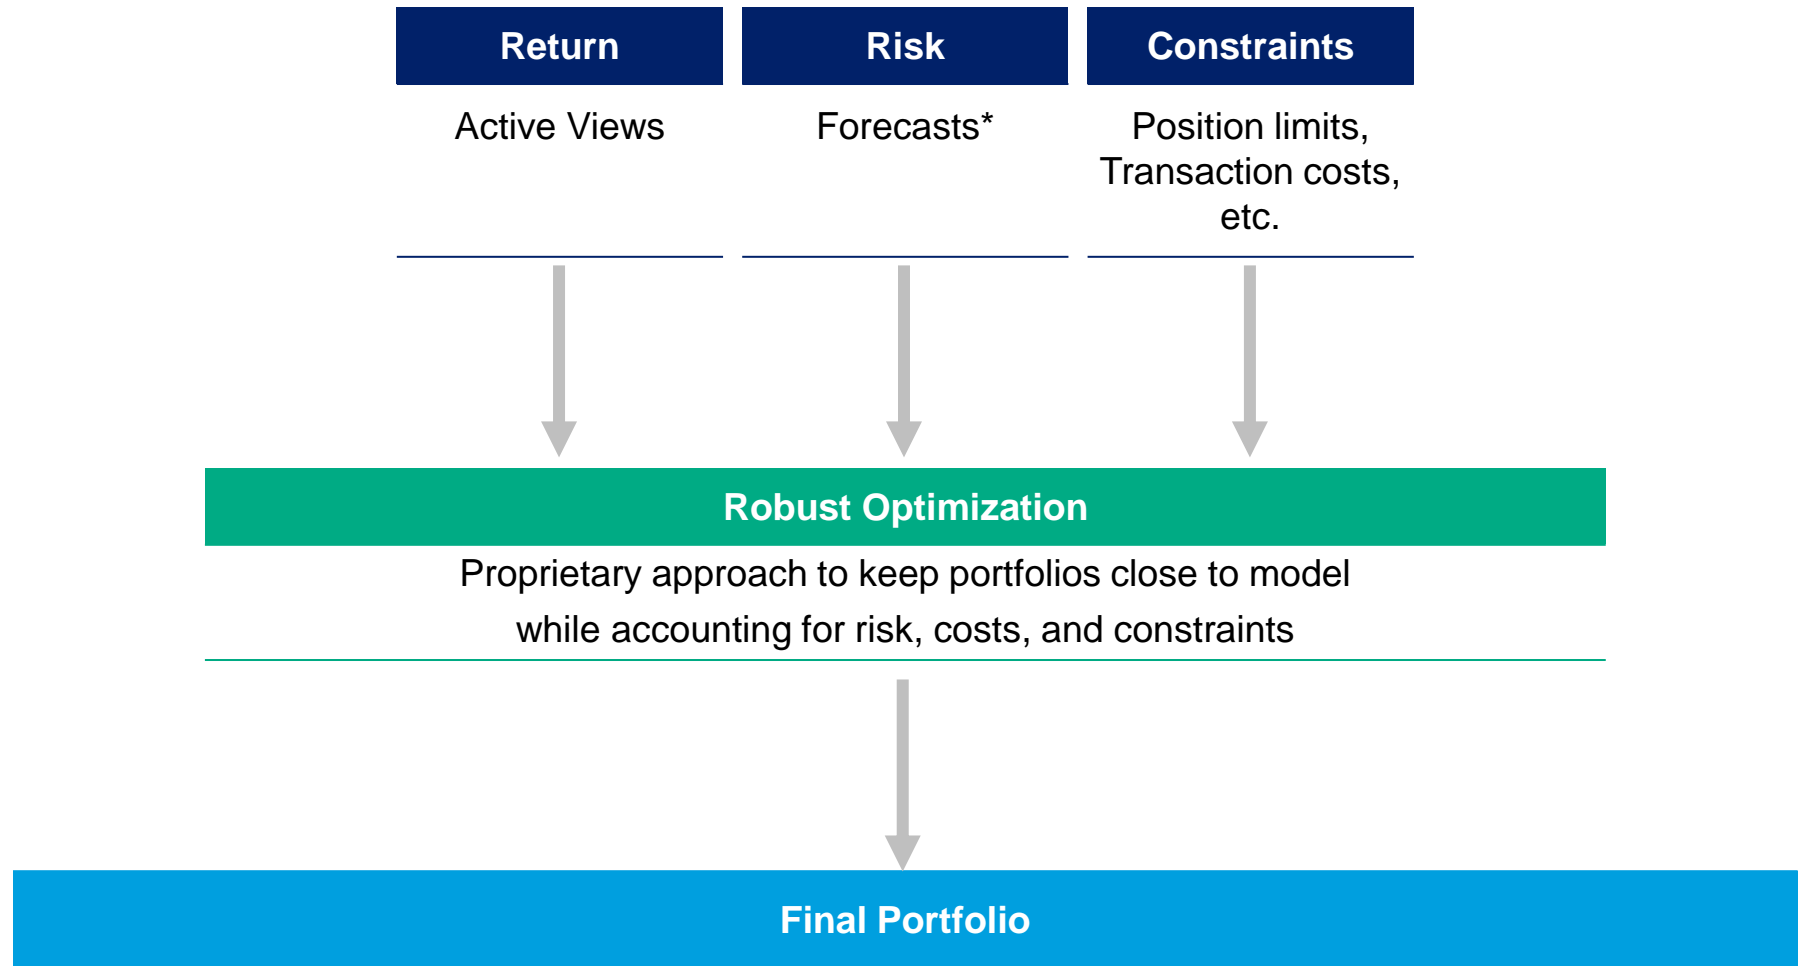 Return
Risk
Constraints
Active Views
Forecasts*
Position limits,
Transaction costs,
etc.
Robust Optimization
Proprietary approach to keep portfolios close to model
while accounting for risk, costs, and constraints
Final Portfolio